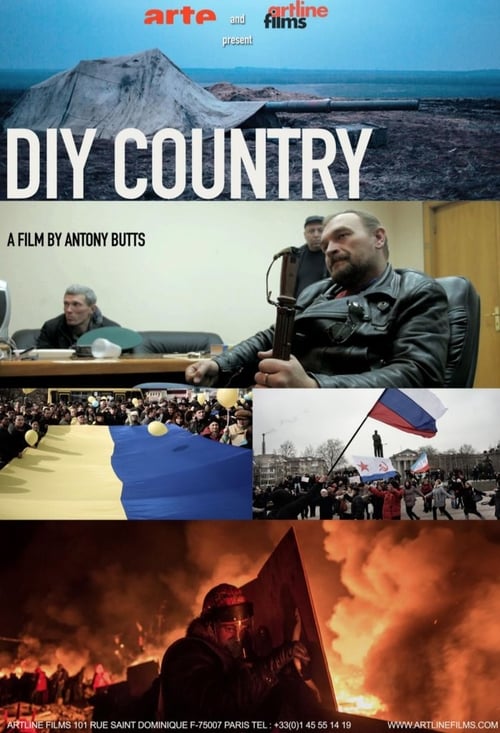 arte and artline films
present
DIY COUNTRY
A FILM BY ANTONY BUTTS
ARTLINE FILMS 101 RUE SAINT DOMINIQUE F-75007 PARIS TEL : +33(0)1 45 55 14 19 WWW.ARTLINEFILMS.COM